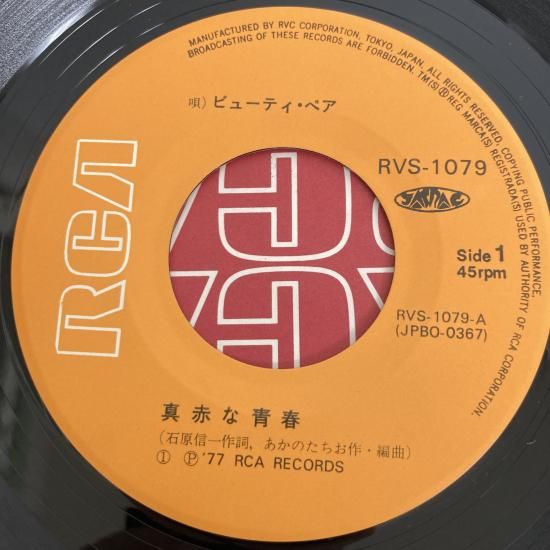 MANUFACTURED BY RVC CORPORATION, TOKYO, JAPAN. ALL RIGHTS RESERVED, COPYING PUBLIC PERFORMANCE,
BROADCASTING OF THESE RECORDS ARE FORBIDDEN. TM(S)®REG MARCA(S) REGISTRADA(S) USED BY AUTHORITY OF RCA CORPORATION.
唄) ビューティ・ペア
RCA
RVS-1079
JASRAC
Side 1
45rpm
RVS-1079-A
(JPBO-0367)
真赤な青春
(石原信一作詞, あかのたちお作・編曲)
① Ⓟ'77 RCA RECORDS